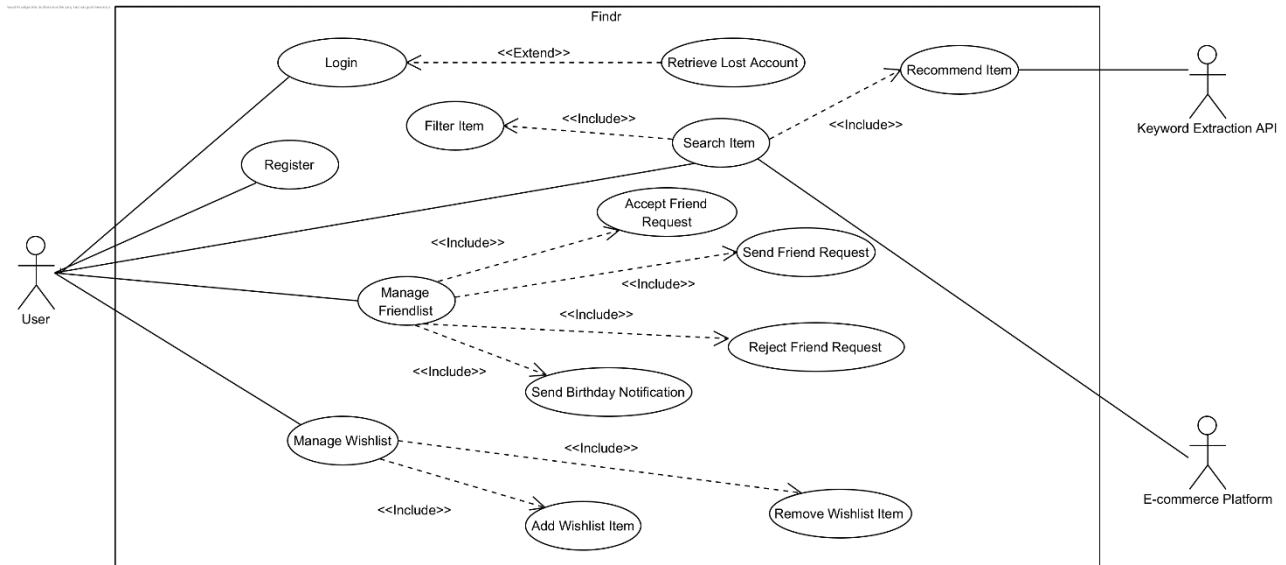 Findr
Login
<<Extend>>
Retrieve Lost Account
Recommend Item
Keyword Extraction API
Filter Item
<<Include>>
Search Item
<<Include>>
Register
Accept Friend
Request
<<Include>>
Send Friend Request
<<Include>>
User
Manage
Friendlist
<<Include>>
Reject Friend Request
<<Include>>
Send Birthday Notification
Manage Wishlist
<<Include>>
<<Include>>
Add Wishlist Item
Remove Wishlist Item
E-commerce Platform